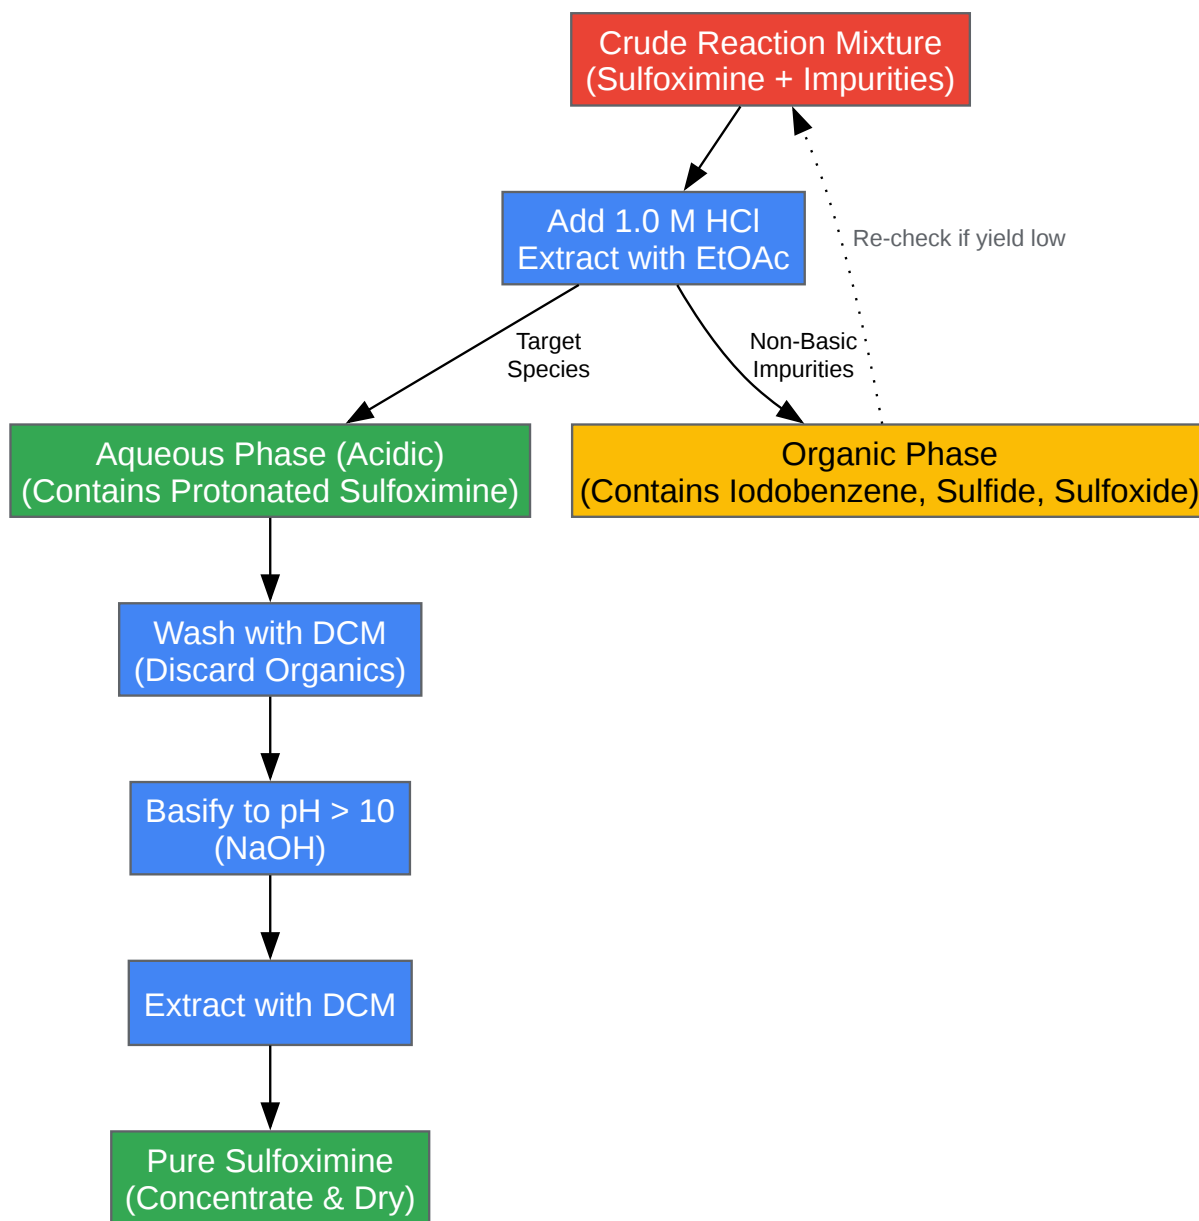 Crude Reaction Mixture
(Sulfoximine + Impurities)
Add 1.0 M HCl
Extract with EtOAc
Re-check if yield low
Target
Species
Non-Basic
Impurities
Aqueous Phase (Acidic)
(Contains Protonated Sulfoximine)
Organic Phase
(Contains Iodobenzene, Sulfide, Sulfoxide)
Wash with DCM
(Discard Organics)
Basify to pH > 10
(NaOH)
Extract with DCM
Pure Sulfoximine
(Concentrate & Dry)